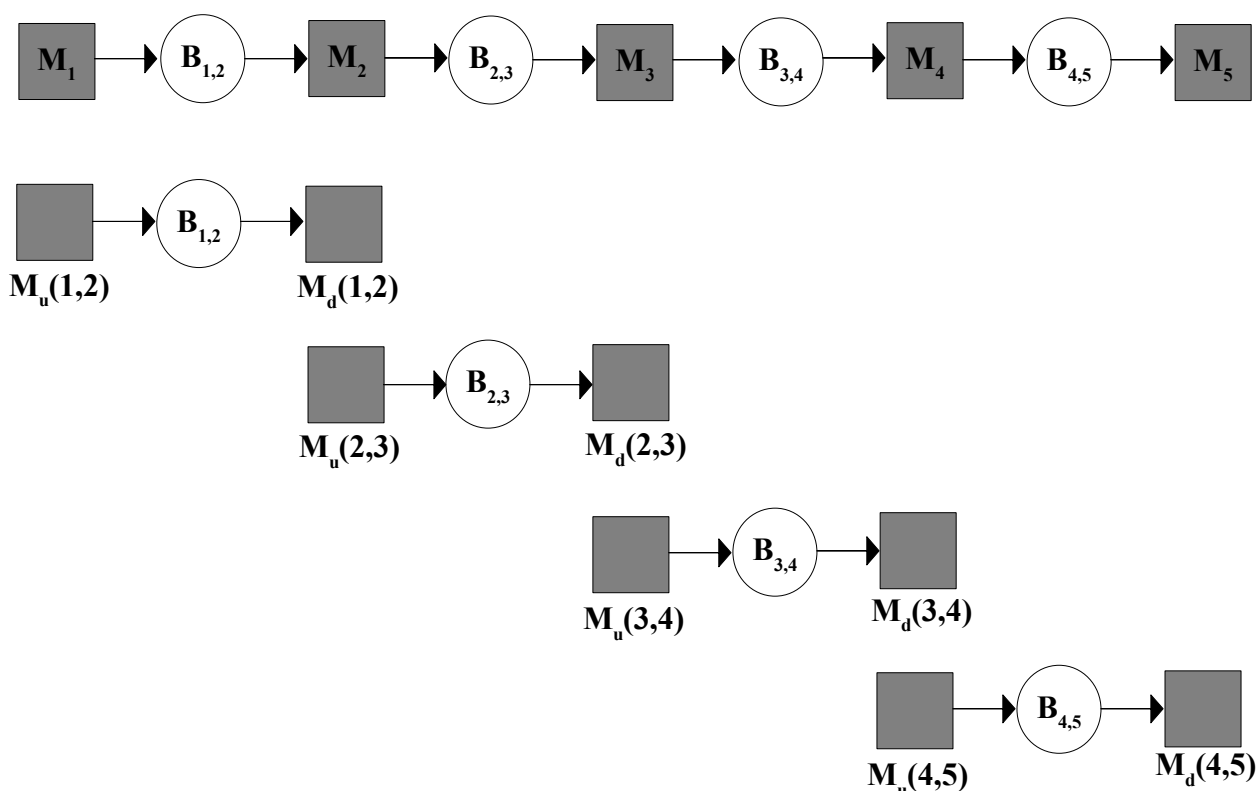 M1 B1,2 M2 B2,3 M3 B3,4 M4 B4,5 M5
B1,2
Mu(1,2) Md(1,2)
B2,3
Mu(2,3) Md(2,3)
B3,4
Mu(3,4) Md(3,4)
B4,5
Mu(4,5) Md(4,5)